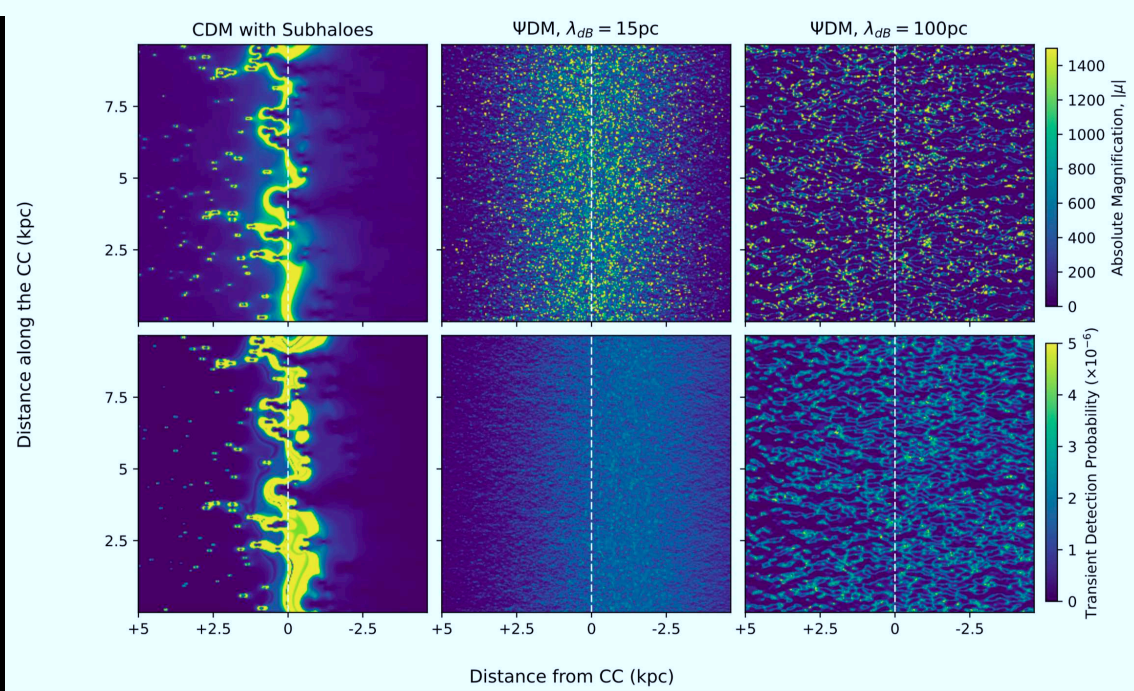 CDM with Subhaloes
ΨDM, λ_dB = 15pc
ΨDM, λ_dB = 100pc
7.5
5
2.5
1400
1200
1000
800
600
400
200
0
Absolute Magnification, |μ|
Distance along the CC (kpc)
7.5
5
2.5
5
4
3
2
1
0
Transient Detection Probability (×10⁻⁶)
+5 +2.5 0 -2.5
+5 +2.5 0 -2.5
+5 +2.5 0 -2.5
Distance from CC (kpc)